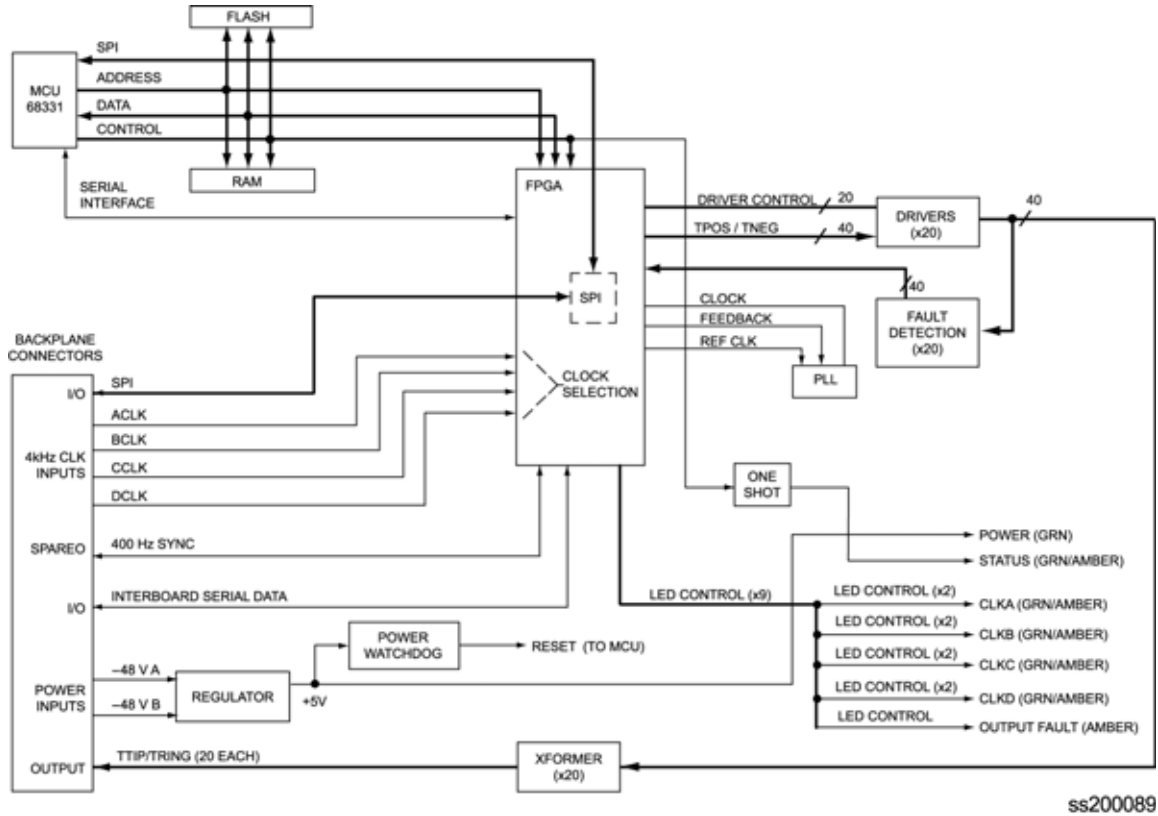 FLASH
SPI
MCU
68331
ADDRESS
DATA
CONTROL
RAM
SERIAL
INTERFACE
FPGA
DRIVER CONTROL
20
TPOS / TNEG
40
DRIVERS
(x20)
40
40
FAULT
DETECTION
(x20)
SPI
CLOCK
FEEDBACK
REF CLK
PLL
CLOCK
SELECTION
BACKPLANE
CONNECTORS
I/O
SPI
ACLK
BCLK
4kHz CLK
INPUTS
CCLK
DCLK
ONE
SHOT
SPAREO
400 Hz SYNC
POWER (GRN)
STATUS (GRN/AMBER)
I/O
INTERBOARD SERIAL DATA
LED CONTROL (x9)
LED CONTROL (x2)
CLKA (GRN/AMBER)
LED CONTROL (x2)
CLKB (GRN/AMBER)
LED CONTROL (x2)
CLKC (GRN/AMBER)
LED CONTROL (x2)
CLKD (GRN/AMBER)
LED CONTROL
OUTPUT FAULT (AMBER)
POWER
WATCHDOG
RESET (TO MCU)
POWER
INPUTS
–48 V A
–48 V B
REGULATOR
+5V
OUTPUT
TTIP/TRING (20 EACH)
XFORMER
(x20)
ss200089